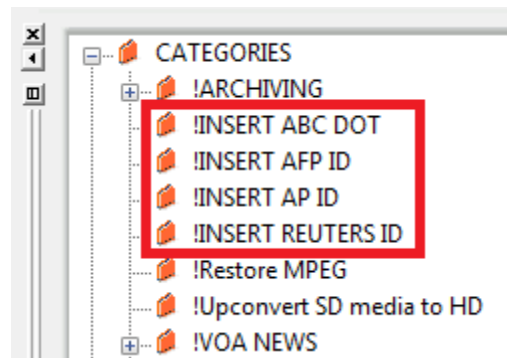 CATEGORIES
!ARCHIVING
!INSERT ABC DOT
!INSERT AFP ID
!INSERT AP ID
!INSERT REUTERS ID
!Restore MPEG
!Upconvert SD media to HD
!VOA NEWS